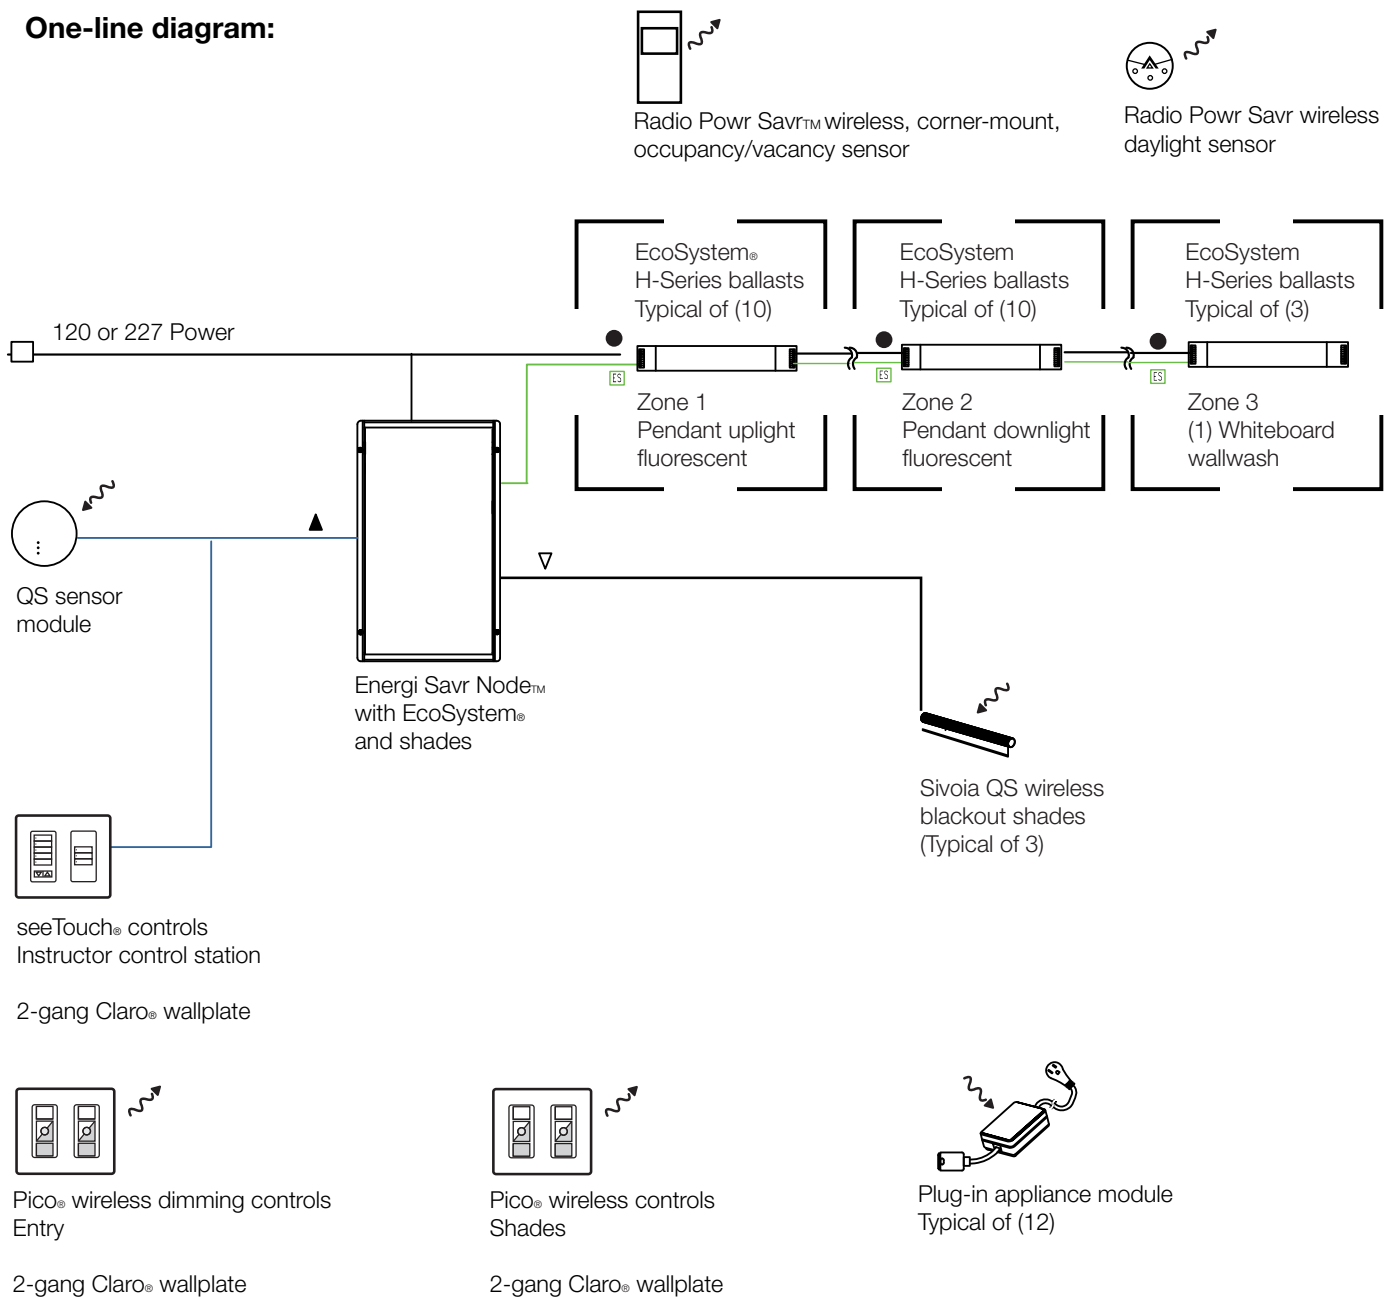 One-line diagram:
Radio Powr Savr™ wireless, corner-mount,
occupancy/vacancy sensor
Radio Powr Savr wireless
daylight sensor
EcoSystem®
H-Series ballasts
Typical of (10)
EcoSystem
H-Series ballasts
Typical of (10)
EcoSystem
H-Series ballasts
Typical of (3)
120 or 227 Power
ES
ES
ES
Zone 1
Pendant uplight
fluorescent
Zone 2
Pendant downlight
fluorescent
Zone 3
(1) Whiteboard
wallwash
QS sensor
module
Energi Savr Node™
with EcoSystem®
and shades
Sivoia QS wireless
blackout shades
(Typical of 3)
seeTouch® controls
Instructor control station
2-gang Claro® wallplate
Pico® wireless dimming controls
Entry
2-gang Claro® wallplate
Pico® wireless controls
Shades
2-gang Claro® wallplate
Plug-in appliance module
Typical of (12)